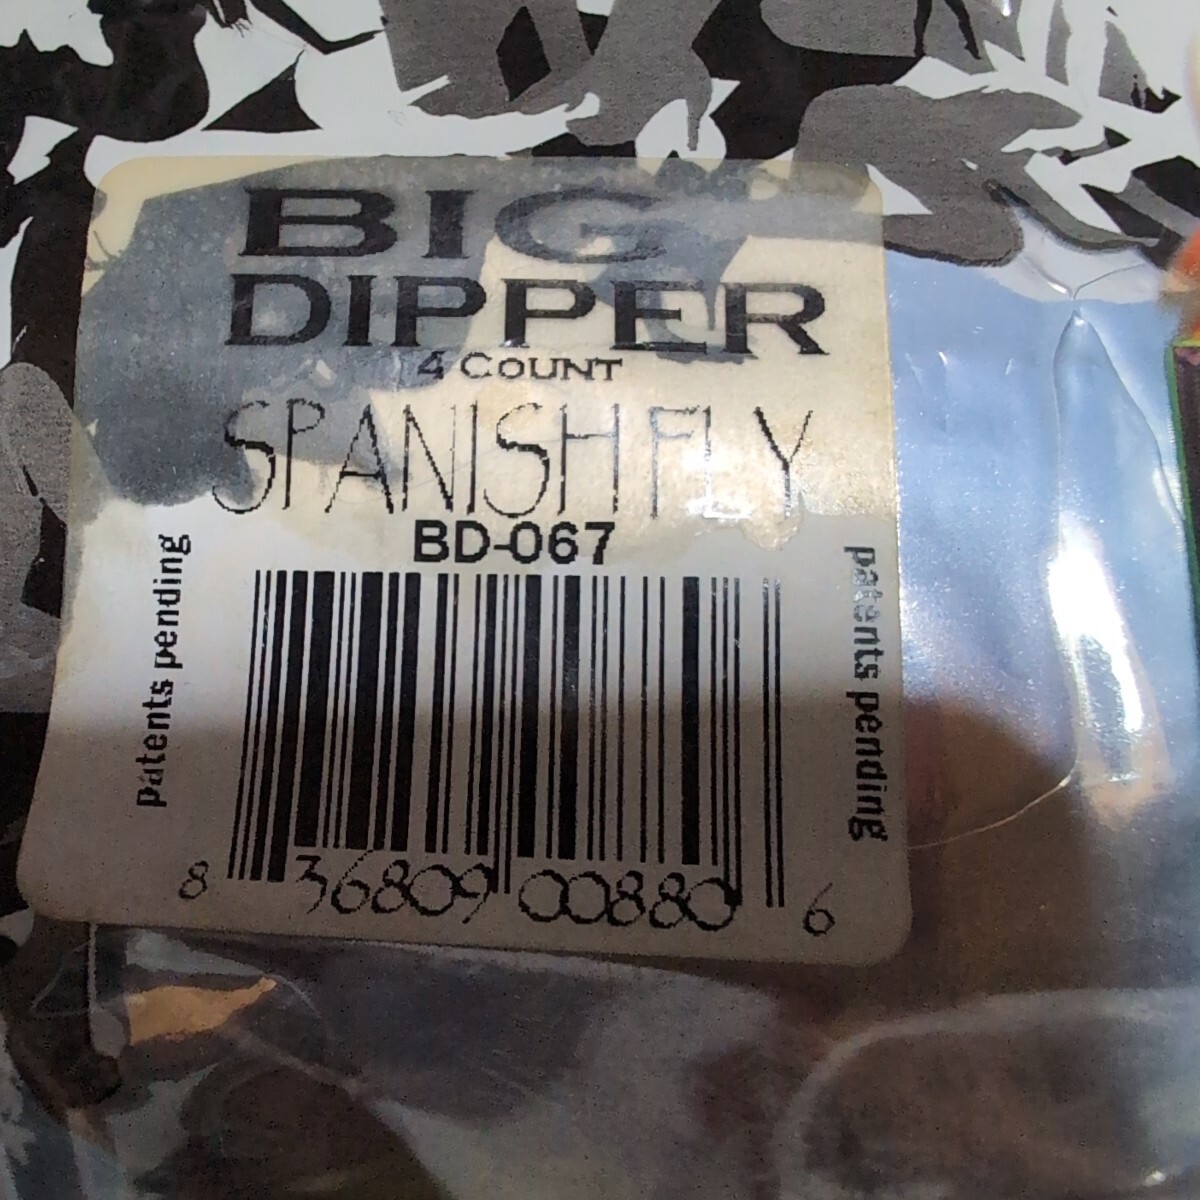 BIG
DIPPER
4 COUNT
SPANISH FLY
BD-067
patents pending
patents pending
8 36809 00880 6